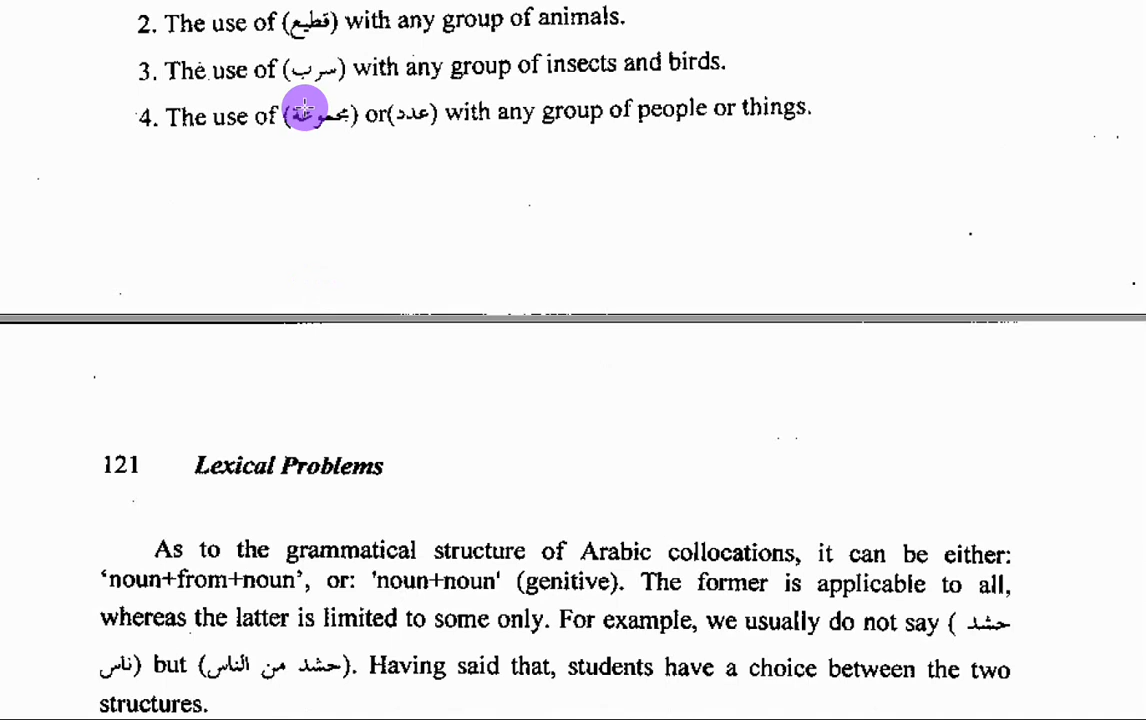 2. The use of (قطيع) with any group of animals.
3. The use of (سرب) with any group of insects and birds.
4. The use of (مجموعة) or(عدد) with any group of people or things.
121 Lexical Problems
As to the grammatical structure of Arabic collocations, it can be either:
‘noun+from+noun’, or: 'noun+noun' (genitive). The former is applicable to all,
whereas the latter is limited to some only. For example, we usually do not say ( حشد
ناس) but (حشد من الناس). Having said that, students have a choice between the two
structures.